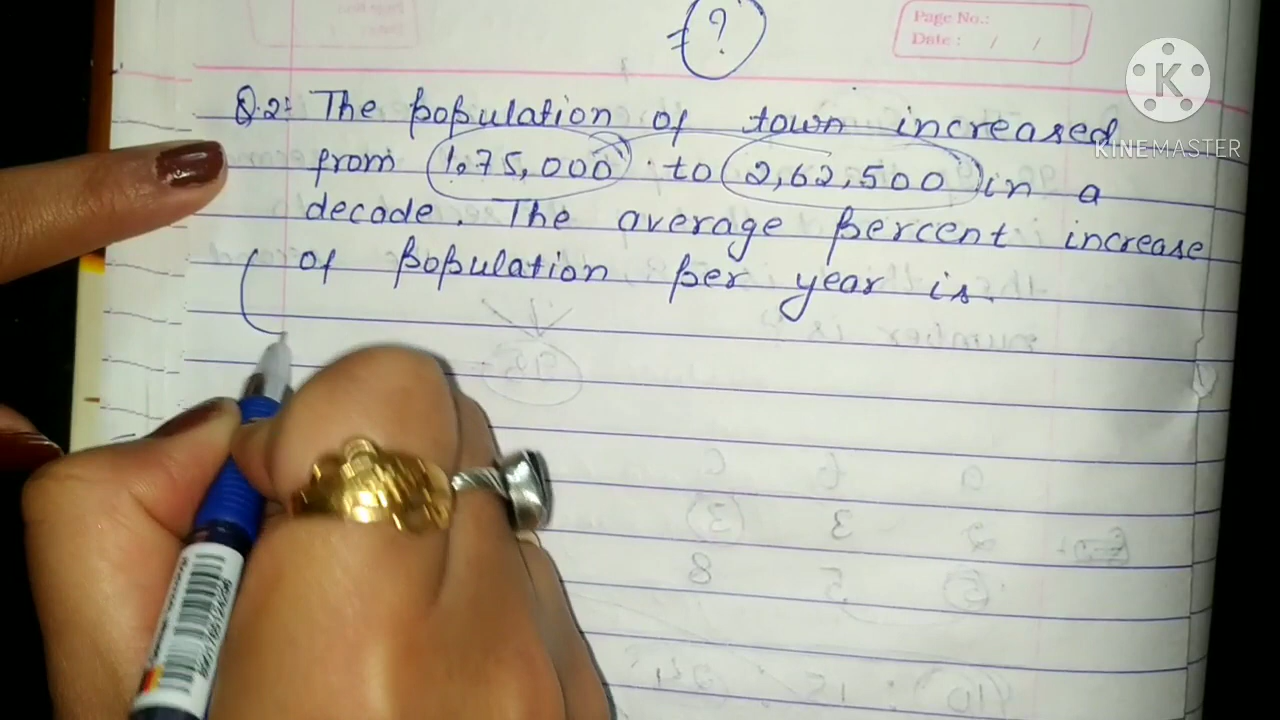 ?
Page No.:
Date : / /
K
KINEMASTER
Q.2: The population of town increased
from 1,75,000 to 2,62,500 in a
decade. The average percent increase
of population per year is.